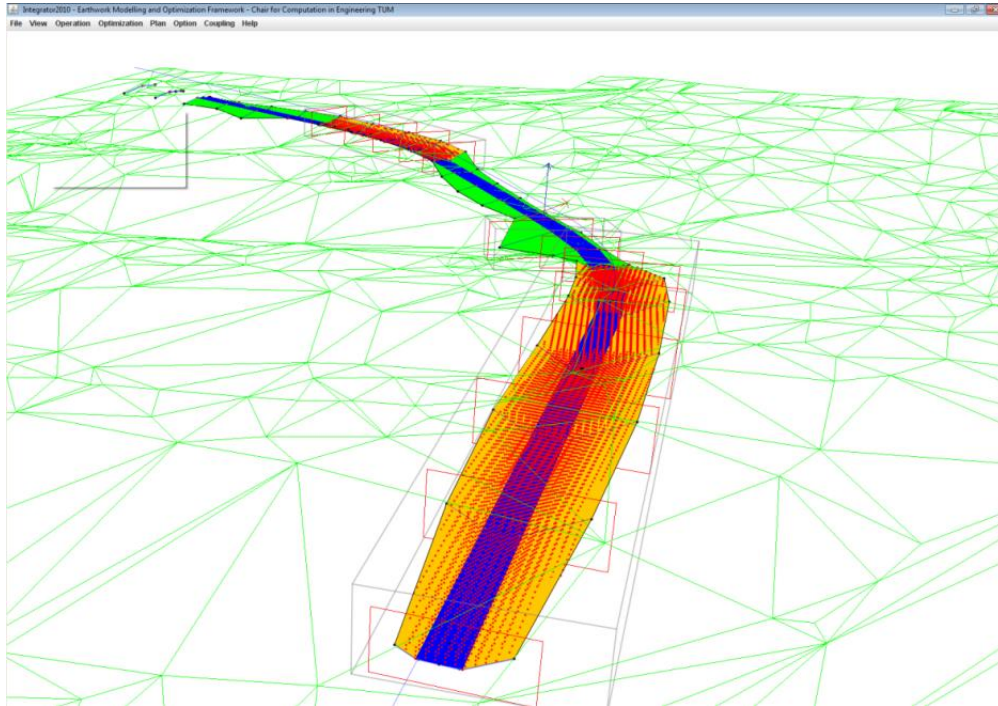 Integrator2010 - Earthwork Modelling and Optimization Framework - Chair for Computation in Engineering TUM
File View Operation Optimization Plan Option Coupling Help